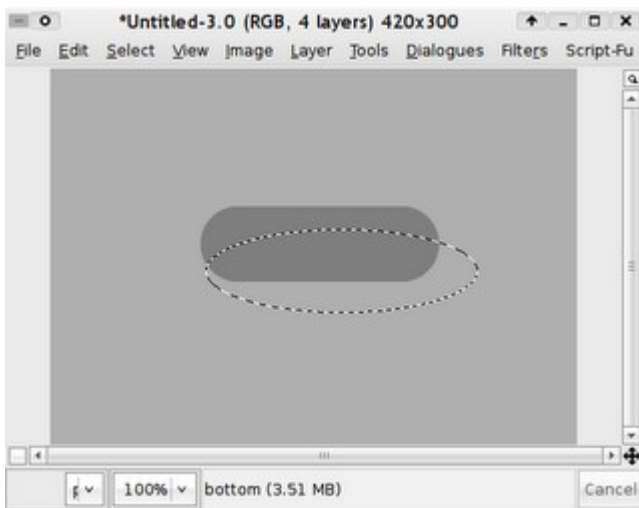 *Untitled-3.0 (RGB, 4 layers) 420x300
File Edit Select View Image Layer Tools Dialogues Filters Script-Fu
100% bottom (3.51 MB) Cancel